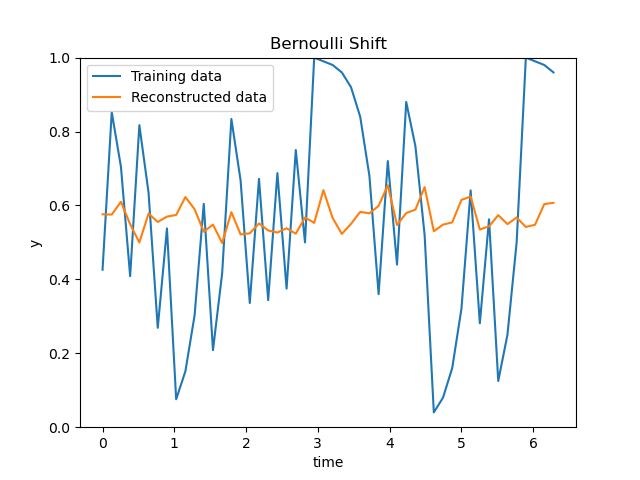 Bernoulli Shift
Training data
Reconstructed data
1.0
0.8
0.6
0.4
0.2
0.0
y
0 1 2 3 4 5 6
time